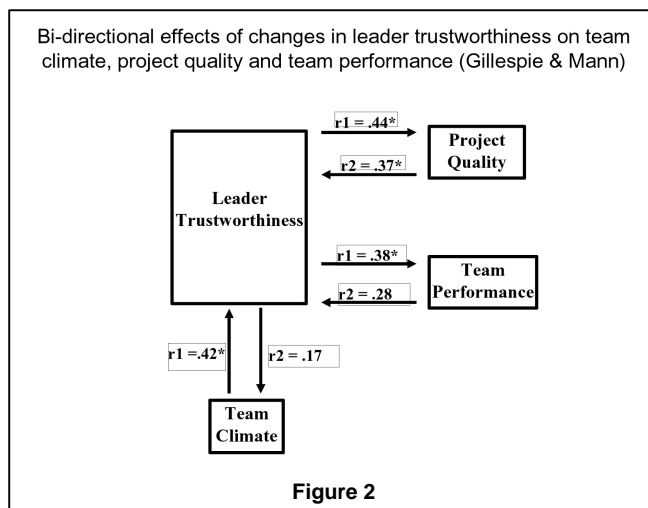 Bi-directional effects of changes in leader trustworthiness on team
climate, project quality and team performance (Gillespie & Mann)
r1 = .44*
Project
Quality
r2 = .37*
Leader
Trustworthiness
r1 = .38*
Team
Performance
r2 = .28
r1 =.42*
r2 = .17
Team
Climate
Figure 2